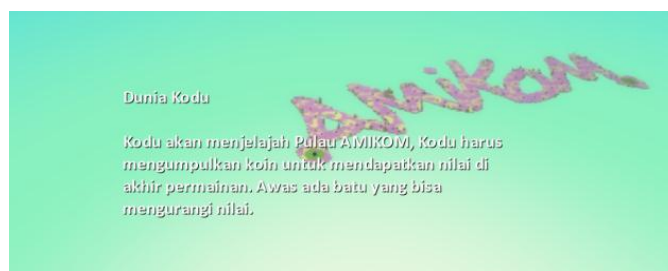 Amikom
Dunia Kodu
Kodu akan menjelajah Pulau AMIKOM, Kodu harus
mengumpulkan koin untuk mendapatkan nilai di
akhir permainan. Awas ada batu yang bisa
mengurangi nilai.